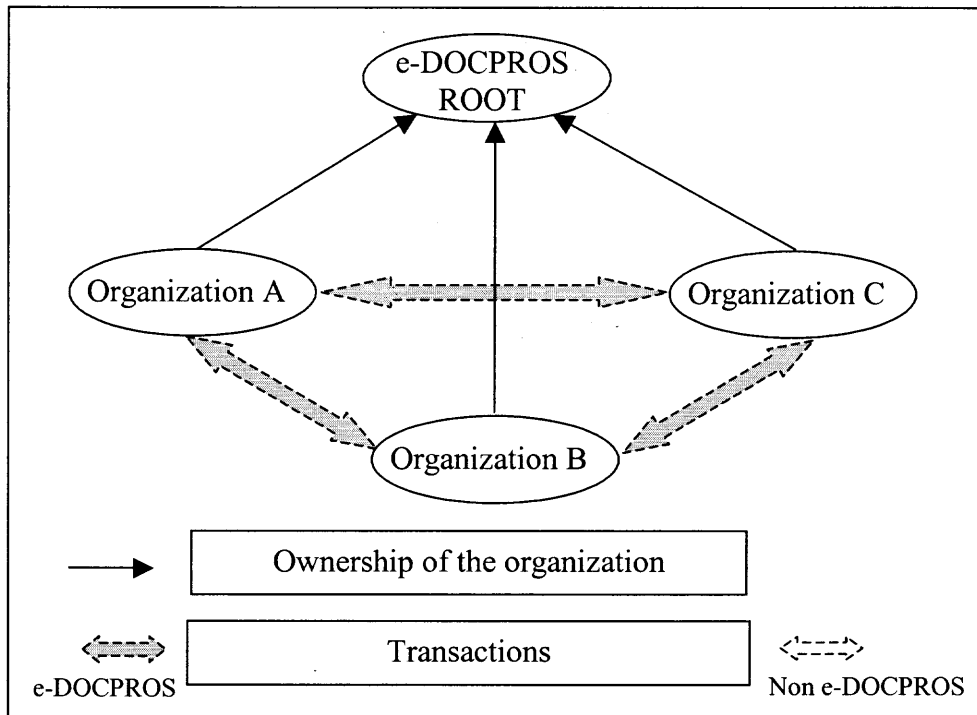 e-DOCPROS
ROOT
Organization A
Organization C
Organization B
Ownership of the organization
Transactions
e-DOCPROS
Non e-DOCPROS